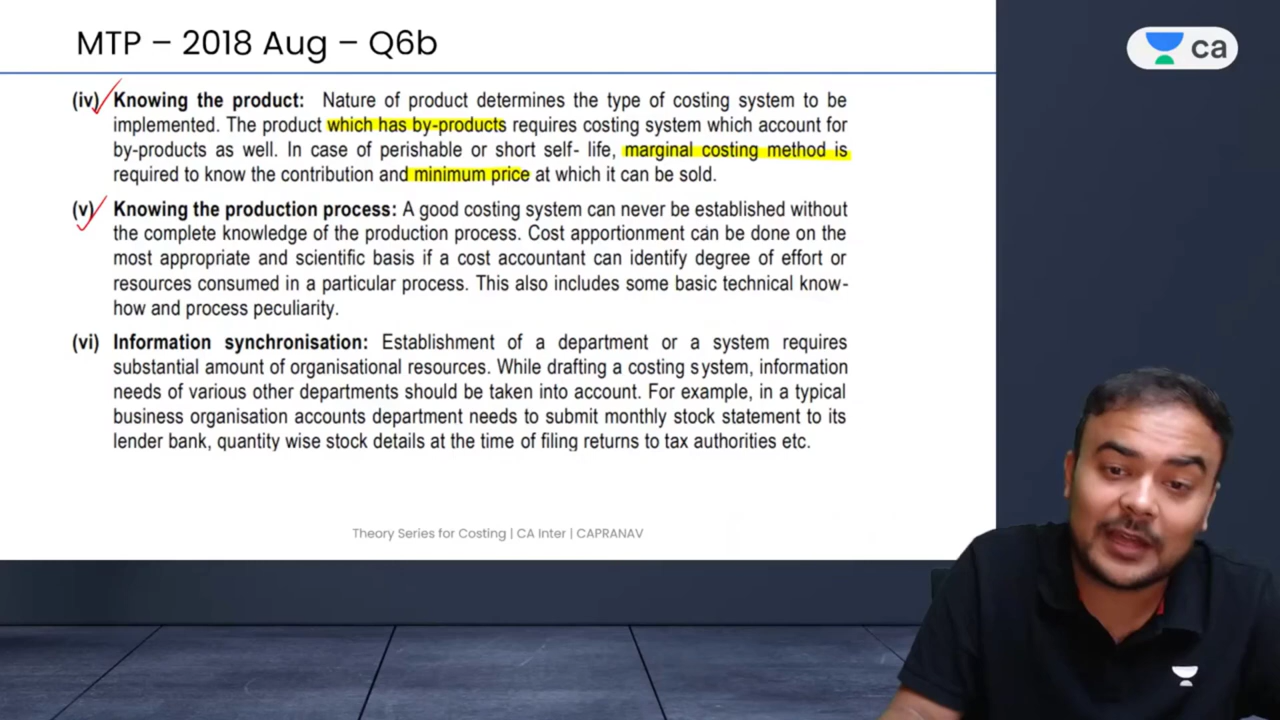 MTP – 2018 Aug – Q6b
ca
(iv) Knowing the product: Nature of product determines the type of costing system to be
implemented. The product which has by-products requires costing system which account for
by-products as well. In case of perishable or short self- life, marginal costing method is
required to know the contribution and minimum price at which it can be sold.
(v) Knowing the production process: A good costing system can never be established without
the complete knowledge of the production process. Cost apportionment can be done on the
most appropriate and scientific basis if a cost accountant can identify degree of effort or
resources consumed in a particular process. This also includes some basic technical know-
how and process peculiarity.
(vi) Information synchronisation: Establishment of a department or a system requires
substantial amount of organisational resources. While drafting a costing system, information
needs of various other departments should be taken into account. For example, in a typical
business organisation accounts department needs to submit monthly stock statement to its
lender bank, quantity wise stock details at the time of filing returns to tax authorities etc.
Theory Series for Costing | CA Inter | CAPRANAV